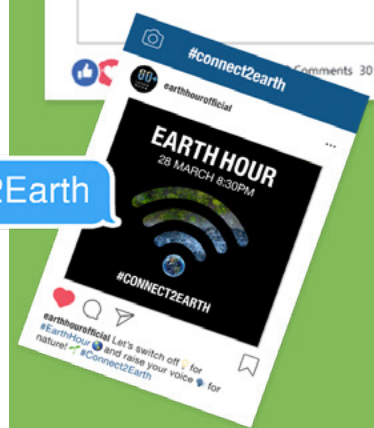 Comments 30
#connect2earth
60+
earthhourofficial
2Earth
EARTH HOUR
28 MARCH 8:30PM
#CONNECT2EARTH
earthhourofficial Let's switch off 💡 for
#EarthHour 🌎 and raise your voice 🗣 for
nature! 🌱 #Connect2Earth